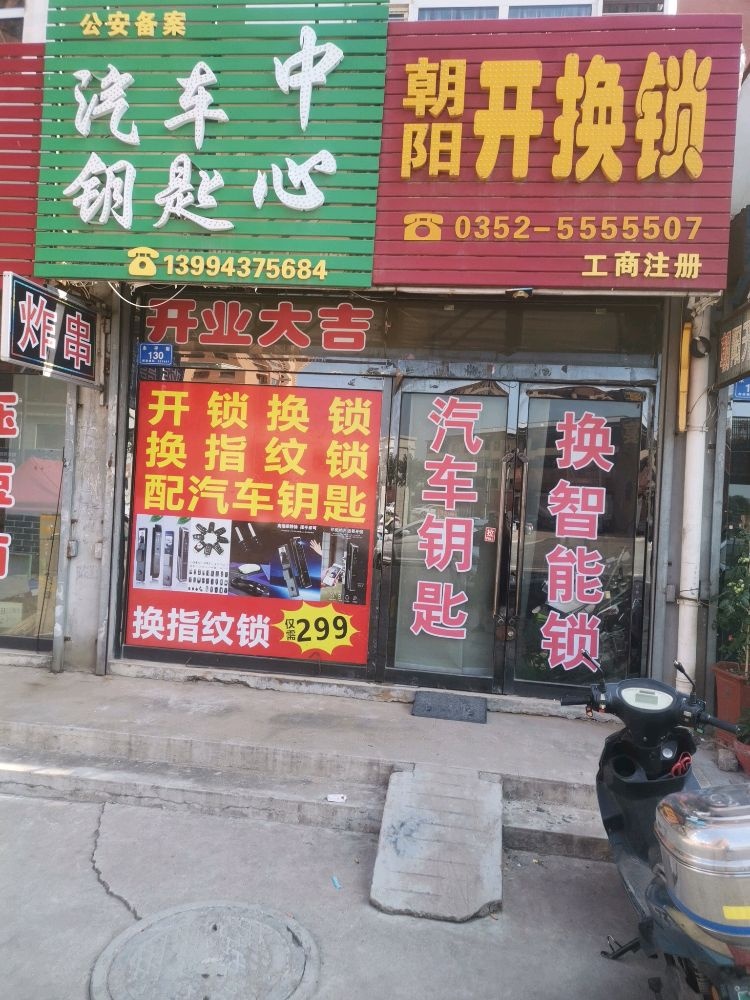 公安备案
汽车中
钥匙心
13994375684
朝阳开换锁
0352-5555507
工商注册
炸串
开业大吉
130
开锁换锁
换指纹锁
配汽车钥匙
换指纹锁
仅需299
汽车钥匙
换智能锁